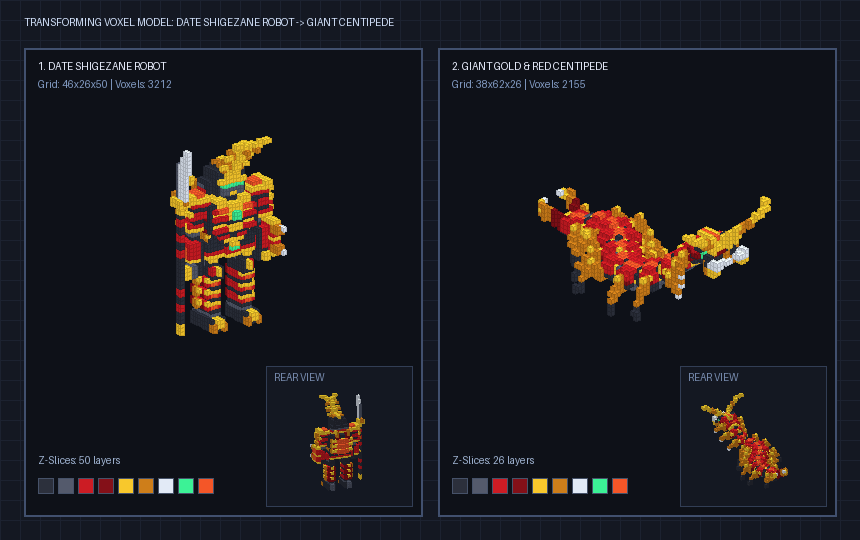 TRANSFORMING VOXEL MODEL: DATE SHIGEZANE ROBOT -> GIANT CENTIPEDE
1. DATE SHIGEZANE ROBOT
Grid: 46x26x50 | Voxels: 3212
REAR VIEW
Z-Slices: 50 layers
2. GIANT GOLD & RED CENTIPEDE
Grid: 38x62x26 | Voxels: 2155
REAR VIEW
Z-Slices: 26 layers